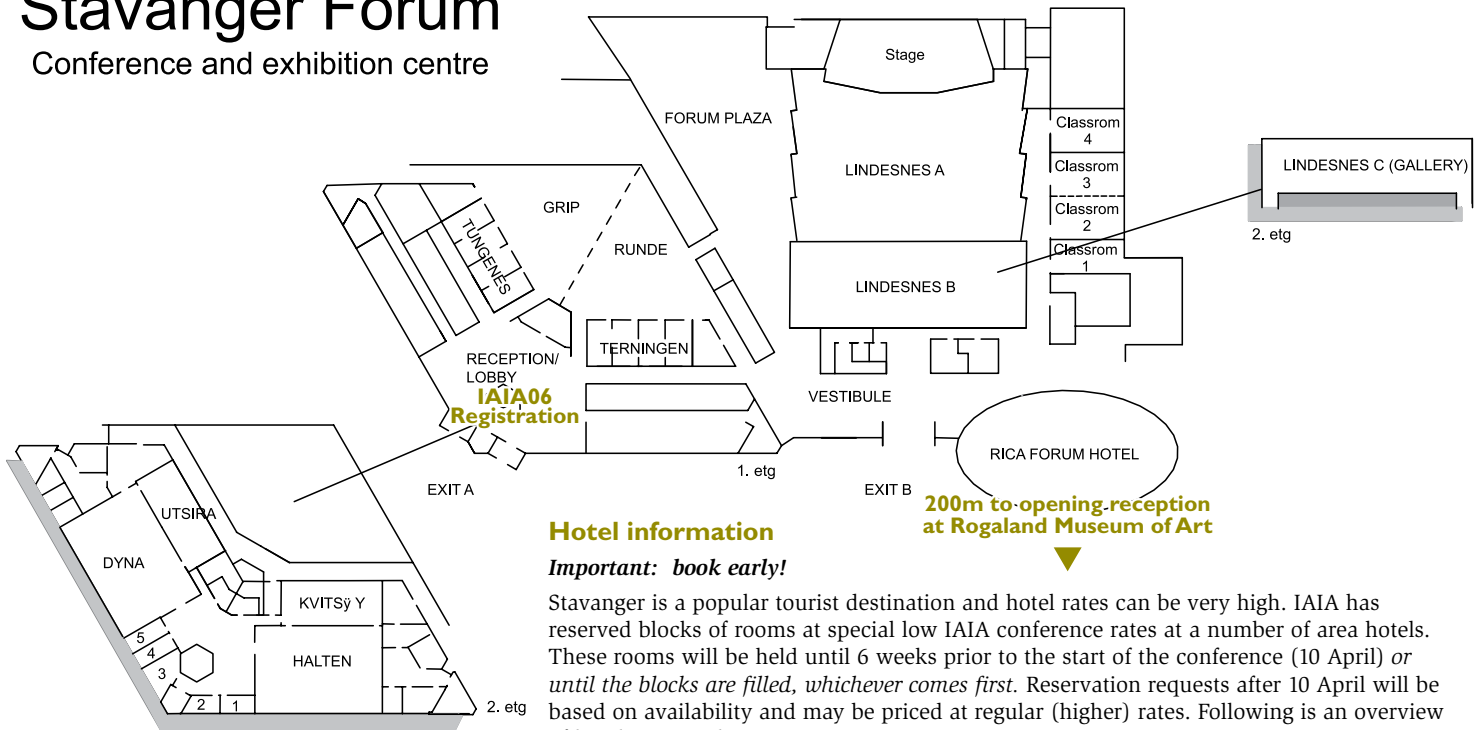 Stavanger Forum
Conference and exhibition centre
Stage
FORUM PLAZA
Classrom
4
LINDESNES A
Classrom
3
LINDESNES C (GALLERY)
Classrom
2
2. etg
GRIP
TUNGENES
RUNDE
Classrom
1
LINDESNES B
TERNINGEN
RECEPTION/
LOBBY
IAIA06
Registration
VESTIBULE
RICA FORUM HOTEL
1. etg
EXIT A
EXIT B
200m to opening reception
at Rogaland Museum of Art
UTSIRA
DYNA
KVITSÿ Y
HALTEN
5
4
3
2
1
2. etg
Hotel information
Important: book early!
Stavanger is a popular tourist destination and hotel rates can be very high. IAIA has
reserved blocks of rooms at special low IAIA conference rates at a number of area hotels.
These rooms will be held until 6 weeks prior to the start of the conference (10 April) or
until the blocks are filled, whichever comes first. Reservation requests after 10 April will be
based on availability and may be priced at regular (higher) rates. Following is an overview